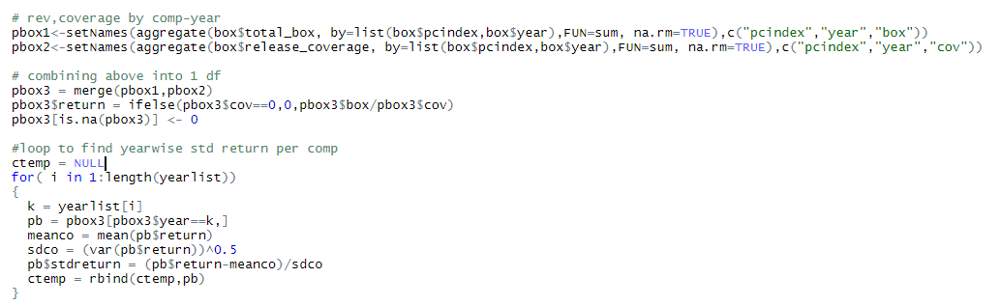 # rev,coverage by comp-year
pbox1<-setNames(aggregate(box$total_box, by=list(box$pcindex,box$year),FUN=sum, na.rm=TRUE),c("pcindex","year","box"))
pbox2<-setNames(aggregate(box$release_coverage, by=list(box$pcindex,box$year),FUN=sum, na.rm=TRUE),c("pcindex","year","cov"))
# combining above into 1 df
pbox3 = merge(pbox1,pbox2)
pbox3$return = ifelse(pbox3$cov==0,0,pbox3$box/pbox3$cov)
pbox3[is.na(pbox3)] <- 0
#loop to find yearwise std return per comp
ctemp = NULL
for( i in 1:length(yearlist))
{
  k = yearlist[i]
  pb = pbox3[pbox3$year==k,]
  meanco = mean(pb$return)
  sdco = (var(pb$return))^0.5
  pb$stdreturn = (pb$return-meanco)/sdco
  ctemp = rbind(ctemp,pb)
}